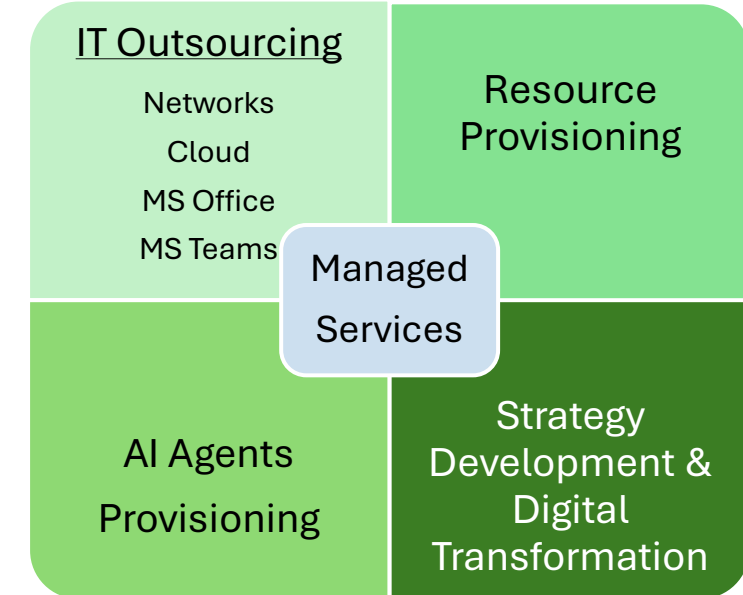 IT Outsourcing
Networks
Cloud
MS Office
MS Teams
Resource
Provisioning
Managed
Services
AI Agents
Provisioning
Strategy
Development &
Digital
Transformation